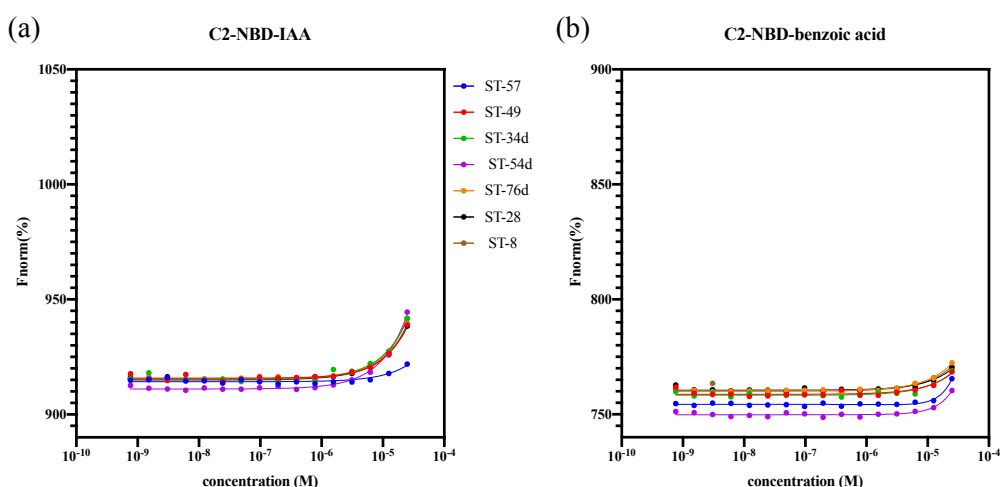 (a)
C2-NBD-IAA
1050
1000
950
900
Fnorm(%)
10-10
10-9
10-8
10-7
10-6
10-5
10-4
concentration (M)
ST-57
ST-49
ST-34d
ST-54d
ST-76d
ST-28
ST-8
(b)
C2-NBD-benzoic acid
900
850
800
750
Fnorm(%)
10-10
10-9
10-8
10-7
10-6
10-5
10-4
concentration (M)